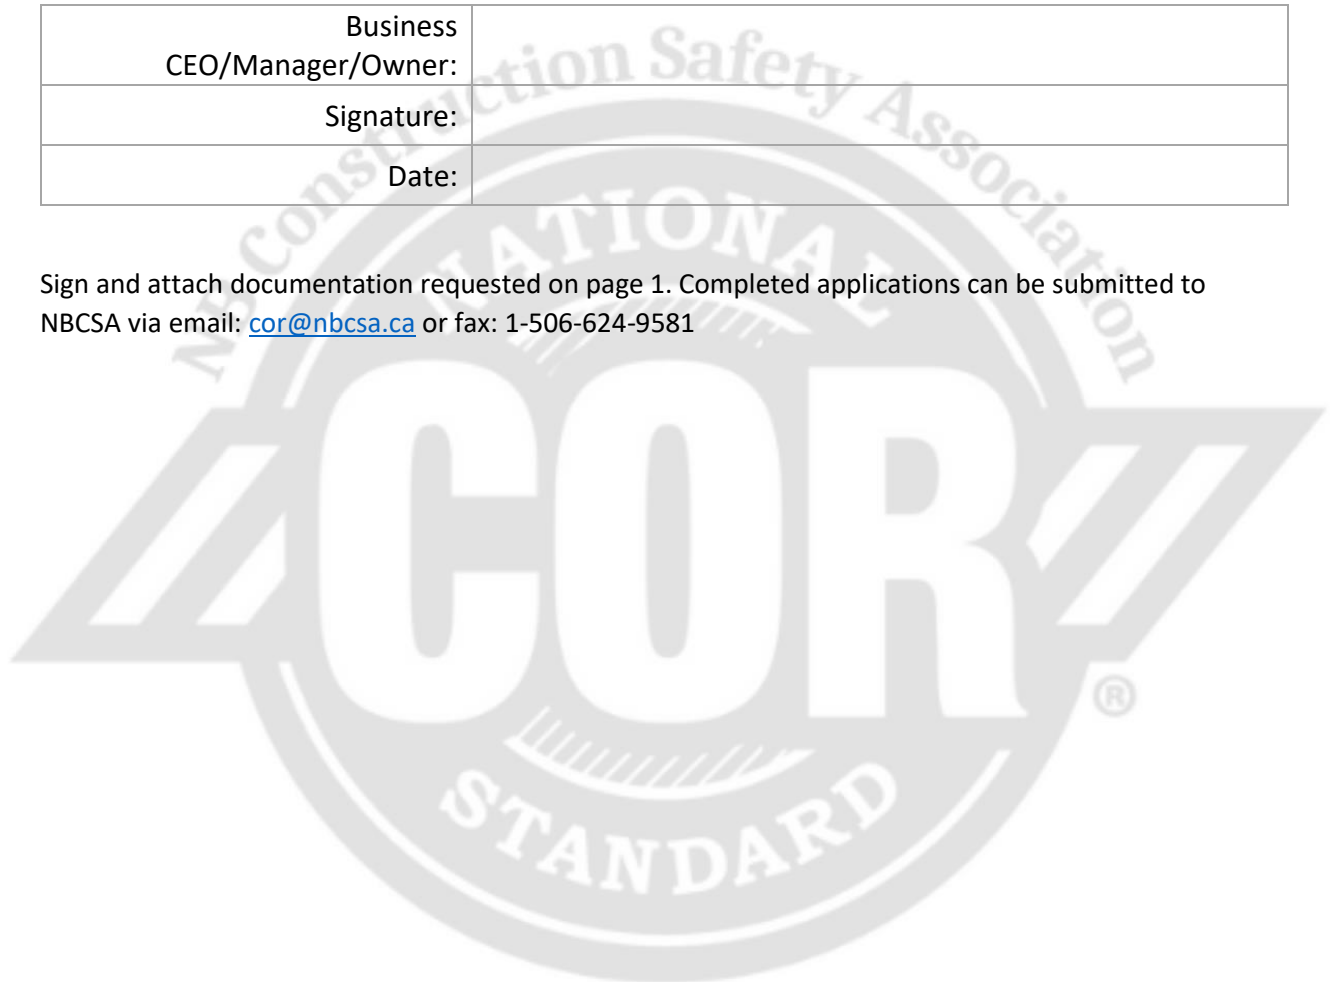 Business
CEO/Manager/Owner:
Signature:
Date:
Sign and attach documentation requested on page 1. Completed applications can be submitted to
NBCSA via email: cor@nbcsa.ca or fax: 1-506-624-9581
NB Construction Safety Association
NATIONAL
COR
®
STANDARD